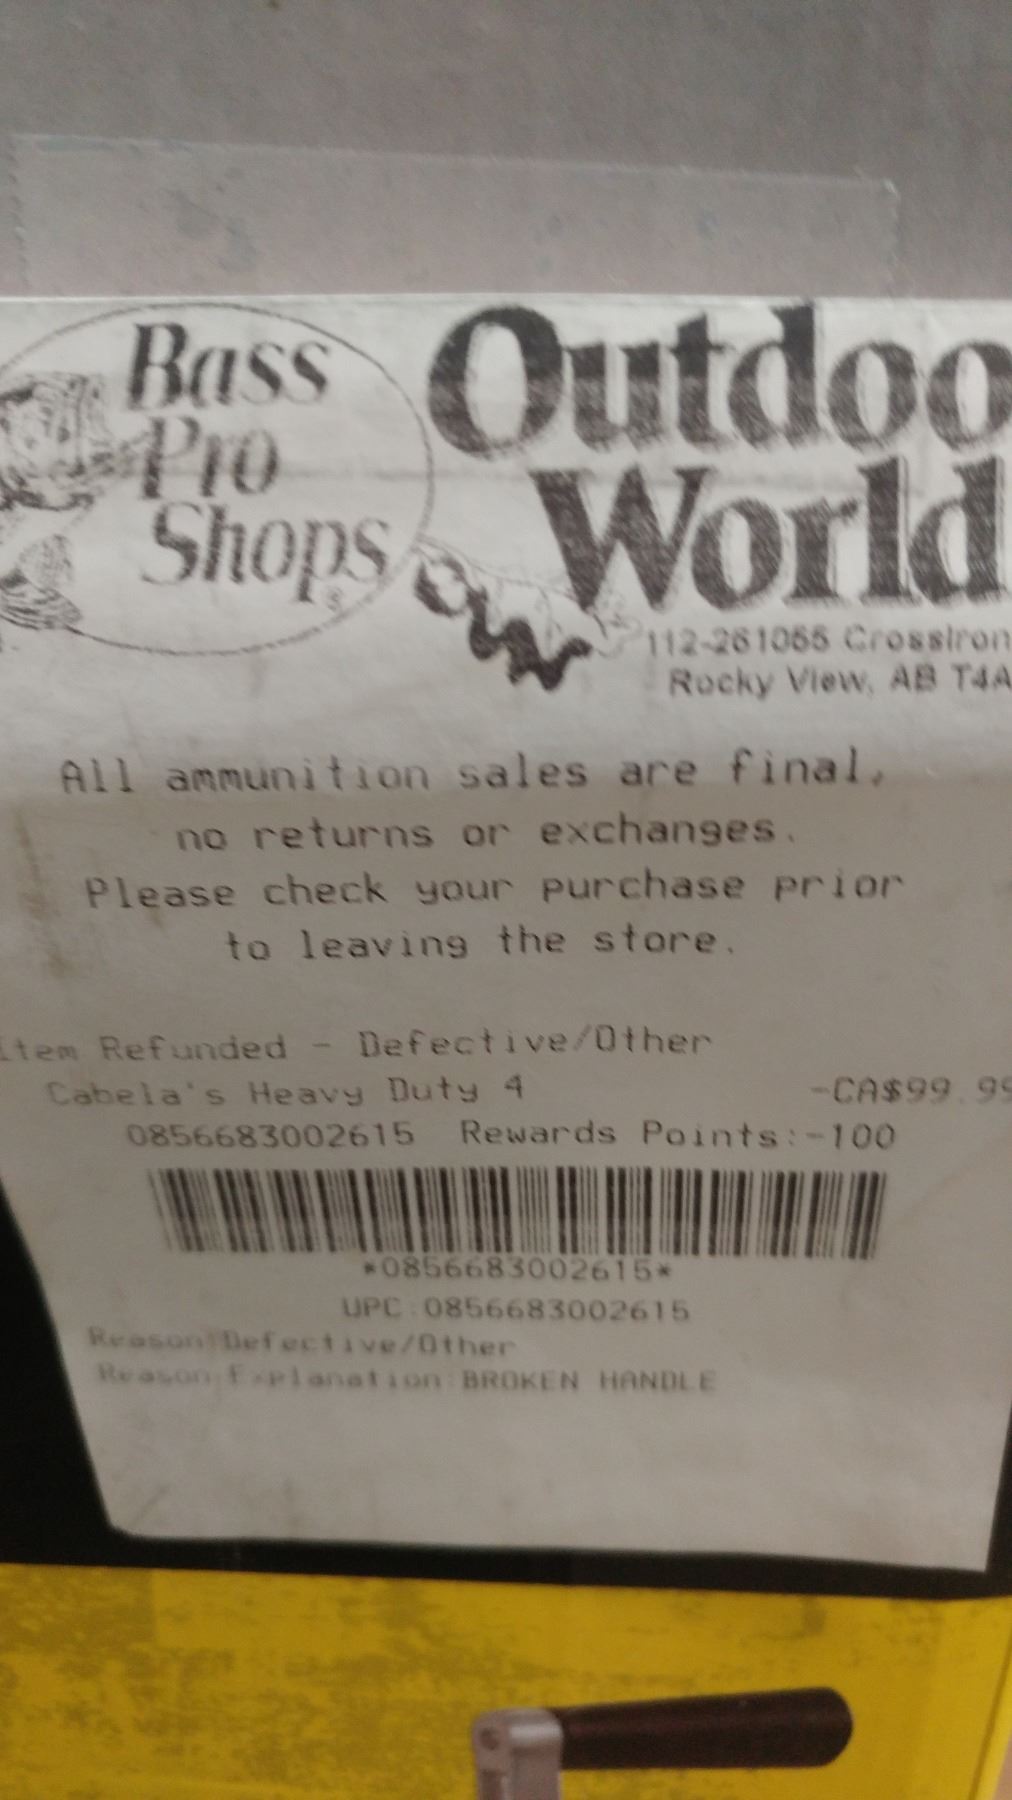 Bass
Pro
Shops®
Outdoo
World
112-261055 CrossIron
Rocky View, AB T4A
All ammunition sales are final,
no returns or exchanges.
Please check your purchase prior
to leaving the store.
Item Refunded - Defective/Other
Cabela's Heavy Duty 4 -CA$99.99
0856683002615 Rewards Points:-100
*0856683002615*
UPC:0856683002615
Reason:Defective/Other
Reason Explanation:BROKEN HANDLE